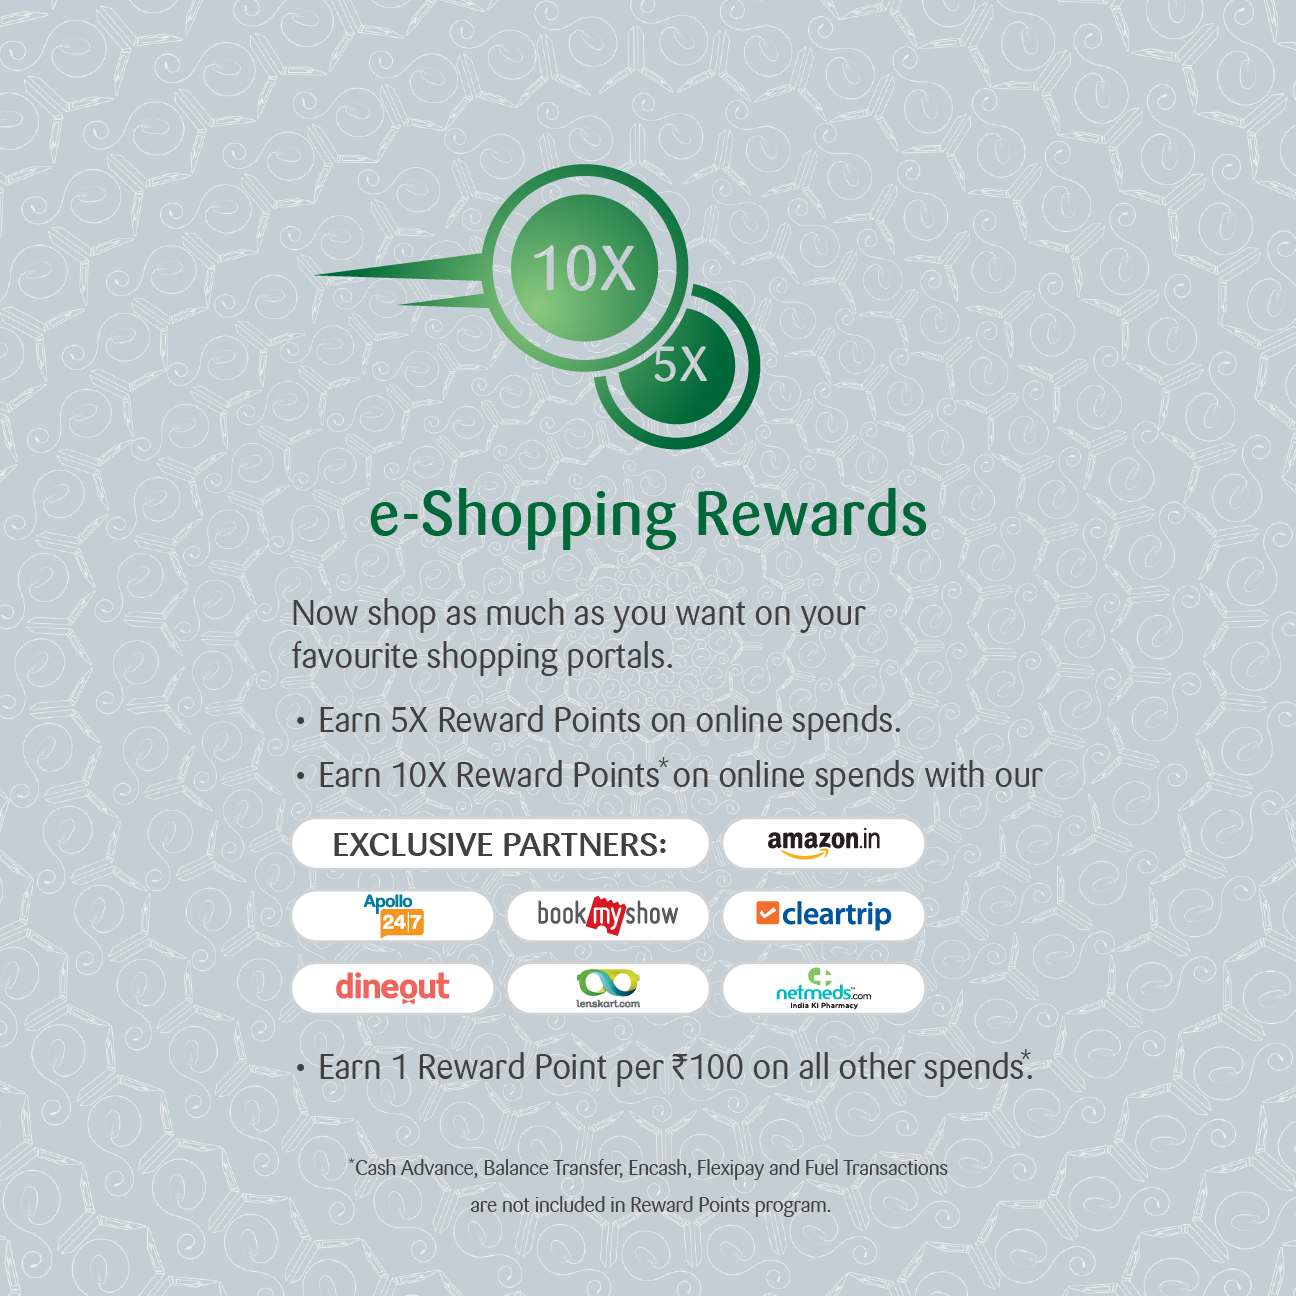 10X
5X
e-Shopping Rewards
Now shop as much as you want on your
favourite shopping portals.
• Earn 5X Reward Points on online spends.
• Earn 10X Reward Points* on online spends with our
EXCLUSIVE PARTNERS:
amazon.in
Apollo
24|7
bookmyshow
cleartrip
dineout
lenskart.com
netmeds.com™
India Ki Pharmacy
• Earn 1 Reward Point per ₹100 on all other spends*.
*Cash Advance, Balance Transfer, Encash, Flexipay and Fuel Transactions
are not included in Reward Points program.